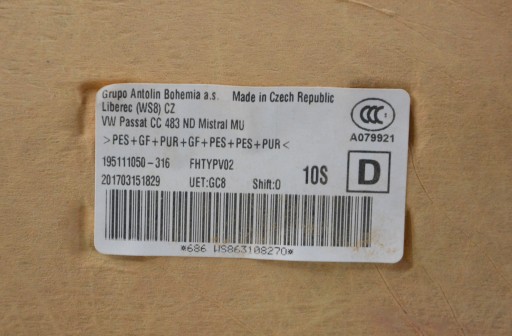 Grupo Antolin Bohemia a.s. Made in Czech Republic
Liberec (WS8) CZ
VW Passat CC 483 ND Mistral MU
>PES+GF+PUR+GF+PES+PES+PUR<
CCC
A079921
195111050-316 FHTYPV02
201703151829 UET:GC8 Shift:0 10S D
*686 WS863108270*